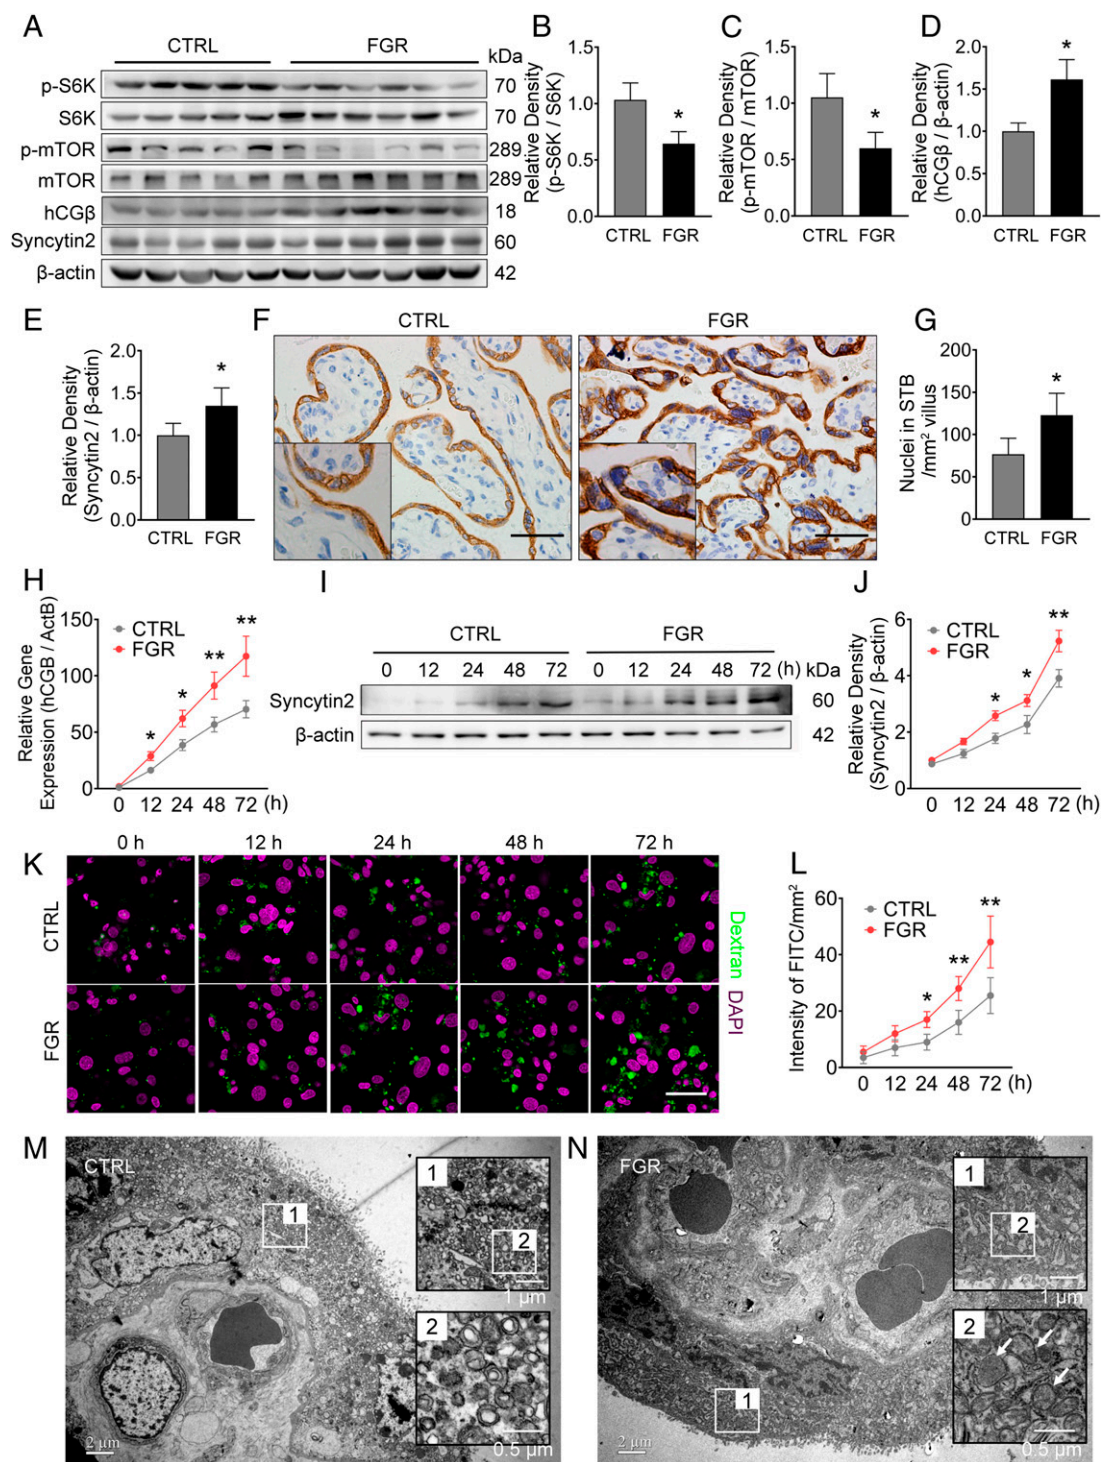 A
CTRL FGR kDa
p-S6K 70
S6K 70
p-mTOR 289
mTOR 289
hCGβ 18
Syncytin2 60
β-actin 42
B
Relative Density
(p-S6K / S6K)
1.5
1.0
0.5
0.0
*
CTRL FGR
C
Relative Density
(p-mTOR / mTOR)
1.5
1.0
0.5
0.0
*
CTRL FGR
D
Relative Density
(hCGβ / β-actin)
2.0
1.5
1.0
0.5
0.0
*
CTRL FGR
E
Relative Density
(Syncytin2 / β-actin)
2.0
1.5
1.0
0.5
0.0
*
CTRL FGR
F
CTRL FGR
G
Nuclei in STB
/mm² villus
200
150
100
50
0
*
CTRL FGR
H
Relative Gene
Expression (hCGB / ActB)
150
100
50
0
CTRL
FGR
* * ** **
0 12 24 48 72 (h)
I
CTRL FGR
0 12 24 48 72 0 12 24 48 72 (h) kDa
Syncytin2 60
β-actin 42
J
Relative Density
(Syncytin2 / β-actin)
6
4
2
0
CTRL
FGR
* * **
0 12 24 48 72 (h)
K
0 h 12 h 24 h 48 h 72 h
CTRL
FGR
Dextran
DAPI
L
Intensity of FITC/mm²
60
40
20
0
CTRL
FGR
* ** **
0 12 24 48 72 (h)
M
CTRL
1
1
2
1 µm
2
0.5 µm
2 µm
N
FGR
1
1
2
1 µm
2
0.5 µm
2 µm